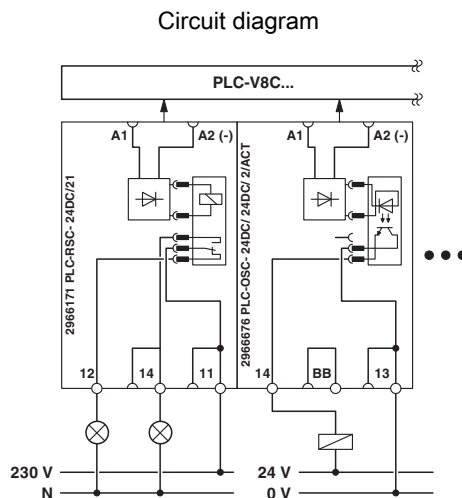 Circuit diagram
PLC-V8C...
A1 A2 (-) A1 A2 (-)
2966171 PLC-RSC- 24DC/21
2966676 PLC-OSC- 24DC/ 24DC/ 2/ACT
12 14 11 14 BB 13
230 V 24 V
N 0 V